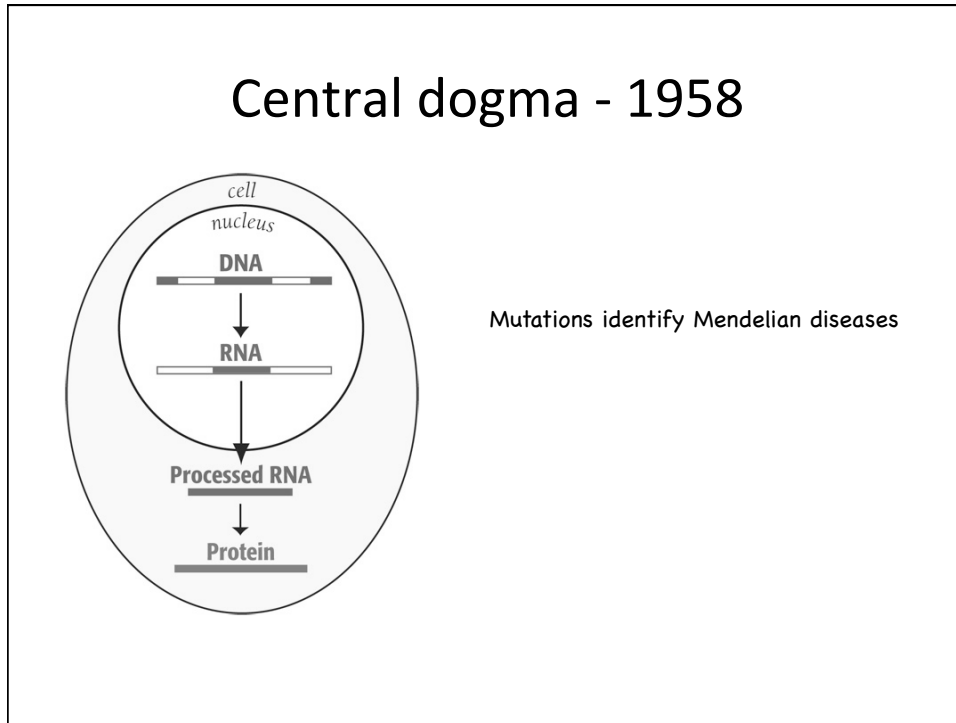 Central dogma - 1958
cell
nucleus
DNA
RNA
Processed RNA
Protein
Mutations identify Mendelian diseases